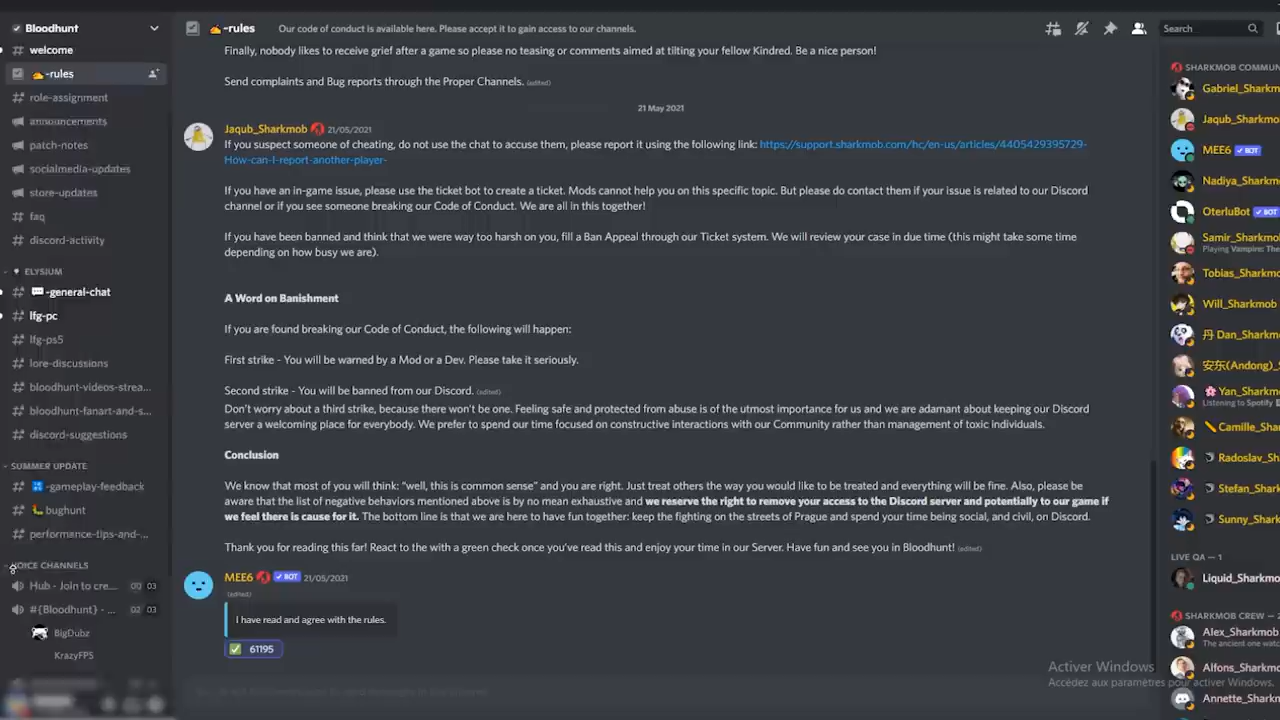 Bloodhunt
welcome
-rules
role-assignment
announcements
patch-notes
socialmedia-updates
store-updates
faq
discord-activity
ELYSIUM
-general-chat
lfg-pc
lfg-ps5
lore-discussions
bloodhunt-videos-strea...
bloodhunt-fanart-and-s...
discord-suggestions
SUMMER UPDATE
-gameplay-feedback
bughunt
performance-tips-and-...
VOICE CHANNELS
Hub - Join to cre... 00 03
#{Bloodhunt} - ... 02 03
BigDubz
KrazyFPS
-rules Our code of conduct is available here. Please accept it to gain access to our channels.
Search
Finally, nobody likes to receive grief after a game so please no teasing or comments aimed at tilting your fellow Kindred. Be a nice person!
Send complaints and Bug reports through the Proper Channels. (edited)
21 May 2021
Jaqub_Sharkmob 21/05/2021
If you suspect someone of cheating, do not use the chat to accuse them, please report it using the following link: https://support.sharkmob.com/hc/en-us/articles/4405429395729-
How-can-I-report-another-player-
If you have an in-game issue, please use the ticket bot to create a ticket. Mods cannot help you on this specific topic. But please do contact them if your issue is related to our Discord
channel or if you see someone breaking our Code of Conduct. We are all in this together!
If you have been banned and think that we were way too harsh on you, fill a Ban Appeal through our Ticket system. We will review your case in due time (this might take some time
depending on how busy we are).
A Word on Banishment
If you are found breaking our Code of Conduct, the following will happen:
First strike - You will be warned by a Mod or a Dev. Please take it seriously.
Second strike - You will be banned from our Discord. (edited)
Don't worry about a third strike, because there won't be one. Feeling safe and protected from abuse is of the utmost importance for us and we are adamant about keeping our Discord
server a welcoming place for everybody. We prefer to spend our time focused on constructive interactions with our Community rather than management of toxic individuals.
Conclusion
We know that most of you will think: "well, this is common sense" and you are right. Just treat others the way you would like to be treated and everything will be fine. Also, please be
aware that the list of negative behaviors mentioned above is by no mean exhaustive and we reserve the right to remove your access to the Discord server and potentially to our game if
we feel there is cause for it. The bottom line is that we are here to have fun together: keep the fighting on the streets of Prague and spend your time being social, and civil, on Discord.
Thank you for reading this far! React to the with a green check once you've read this and enjoy your time in our Server. Have fun and see you in Bloodhunt! (edited)
MEE6 BOT 21/05/2021
(edited)
I have read and agree with the rules.
61195
SHARKMOB COMMUN
Gabriel_Sharkm
Jaqub_Sharkmo
MEE6 BOT
Nadiya_Sharkmo
OterluBot BOT
Samir_Sharkmo
Playing Vampire: The
Tobias_Sharkmo
Will_Sharkmob
丹 Dan_Sharkm
安东(Andong)_S
Yan_Sharkmo
Listening to Spotify
Camille_Sha
Radoslav_Sh
Stefan_Shark
Sunny_Shark
LIVE QA — 1
Liquid_Sharkmo
SHARKMOB CREW — 2
Alex_Sharkmob
The ancient one watc
Alfons_Sharkmo
Annette_Sharkm
Activer Windows
Accédez aux paramètres pour activer Windows.